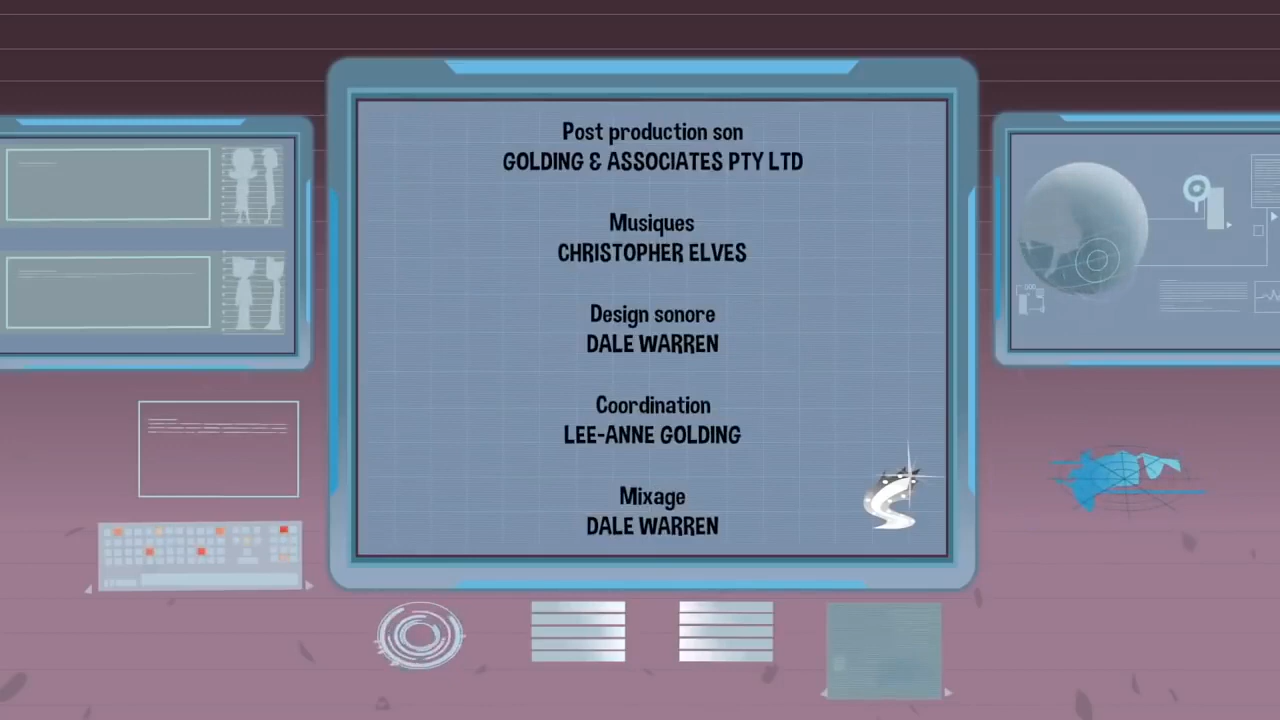 Post production son
GOLDING & ASSOCIATES PTY LTD
Musiques
CHRISTOPHER ELVES
Design sonore
DALE WARREN
Coordination
LEE-ANNE GOLDING
Mixage
DALE WARREN